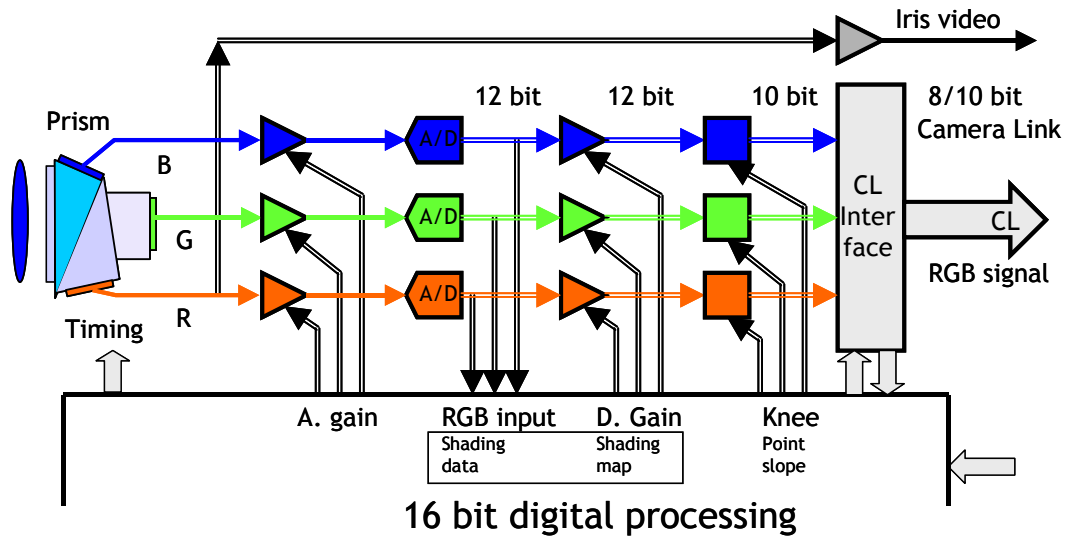 Iris video
12 bit
12 bit
10 bit
8/10 bit
Camera Link
Prism
B
A/D
CL
Inter
face
G
A/D
CL
RGB signal
R
A/D
Timing
A. gain
RGB input
D. Gain
Knee
Shading
data
Shading
map
Point
slope
16 bit digital processing